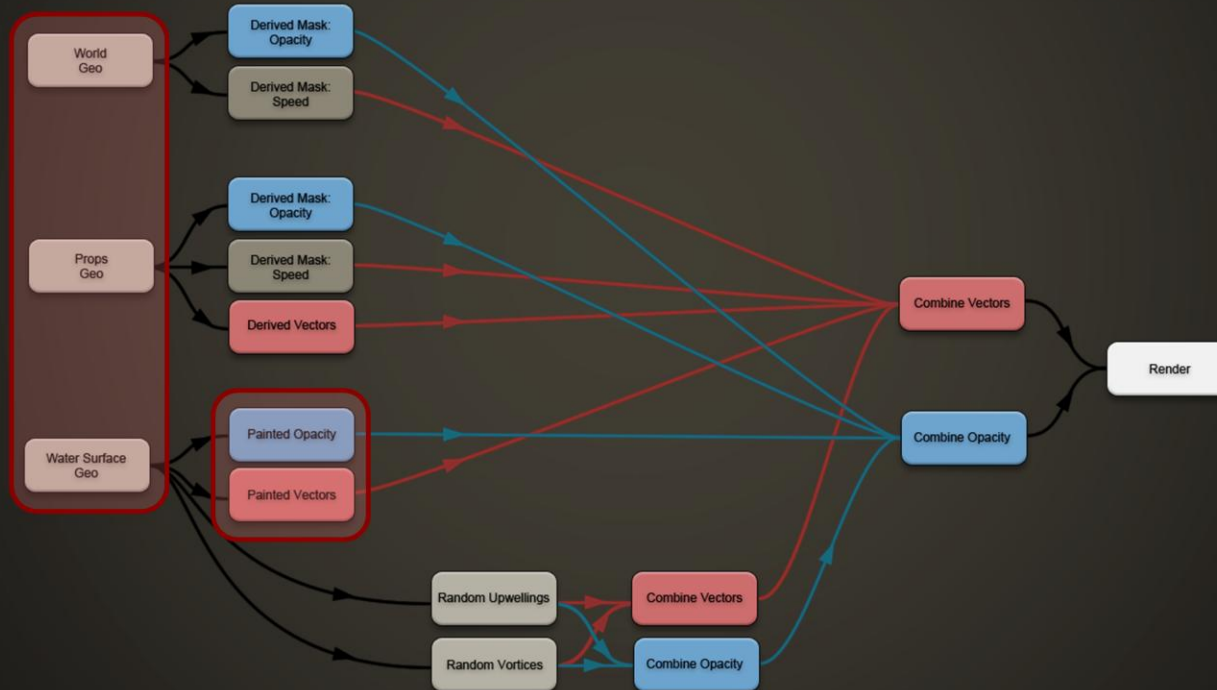 World
Geo
Derived Mask:
Opacity
Derived Mask:
Speed
Props
Geo
Derived Mask:
Opacity
Derived Mask:
Speed
Derived Vectors
Water Surface
Geo
Painted Opacity
Painted Vectors
Random Upwellings
Random Vortices
Combine Vectors
Combine Opacity
Combine Vectors
Combine Opacity
Render